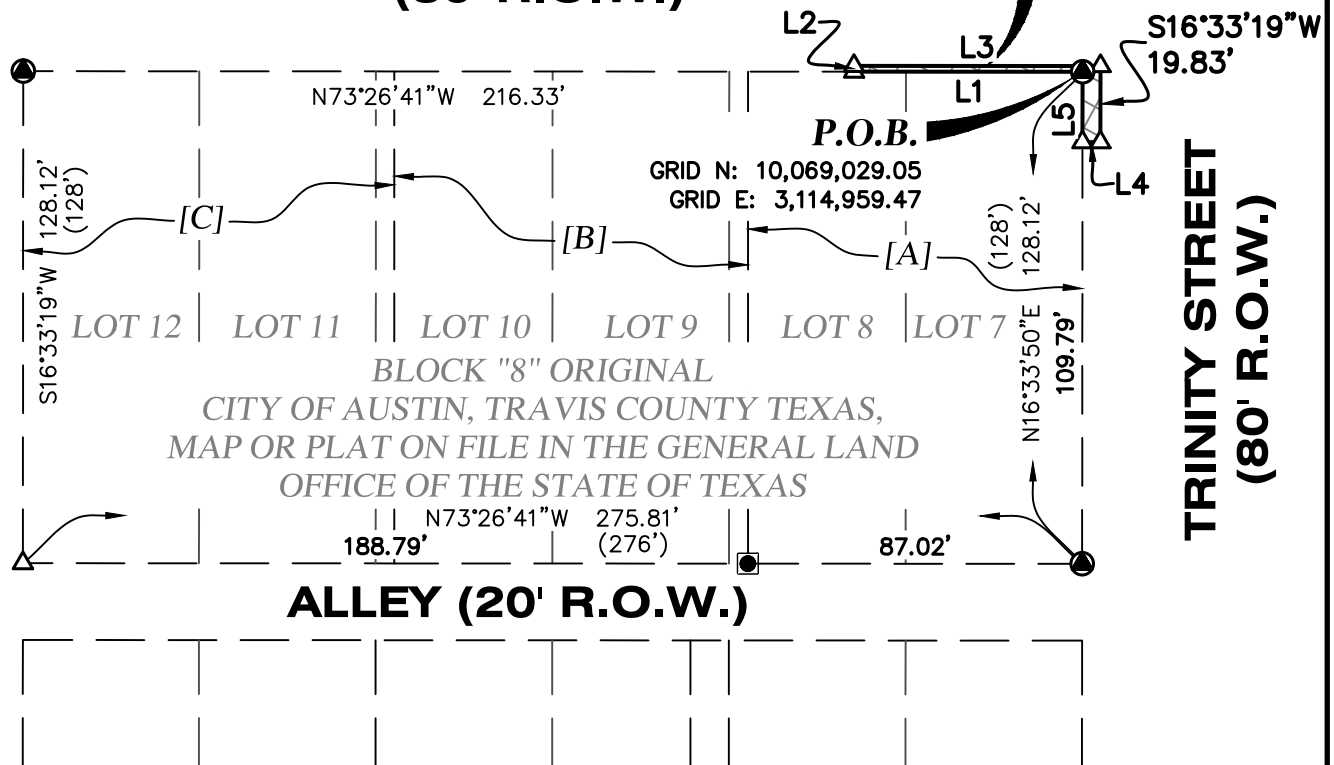 L2
L3
S16°33'19"W
19.83'
N73°26'41"W 216.33'
L1
L5
P.O.B.
GRID N: 10,069,029.05
GRID E: 3,114,959.47
L4
S16°33'19"W 128.12'
(128')
[C]
[B]
[A]
(128')
N16°33'50"E 128.12'
109.79'
TRINITY STREET
(80' R.O.W.)
LOT 12
LOT 11
LOT 10
LOT 9
LOT 8
LOT 7
BLOCK "8" ORIGINAL
CITY OF AUSTIN, TRAVIS COUNTY TEXAS,
MAP OR PLAT ON FILE IN THE GENERAL LAND
OFFICE OF THE STATE OF TEXAS
N73°26'41"W 275.81'
(276')
188.79'
87.02'
ALLEY (20' R.O.W.)